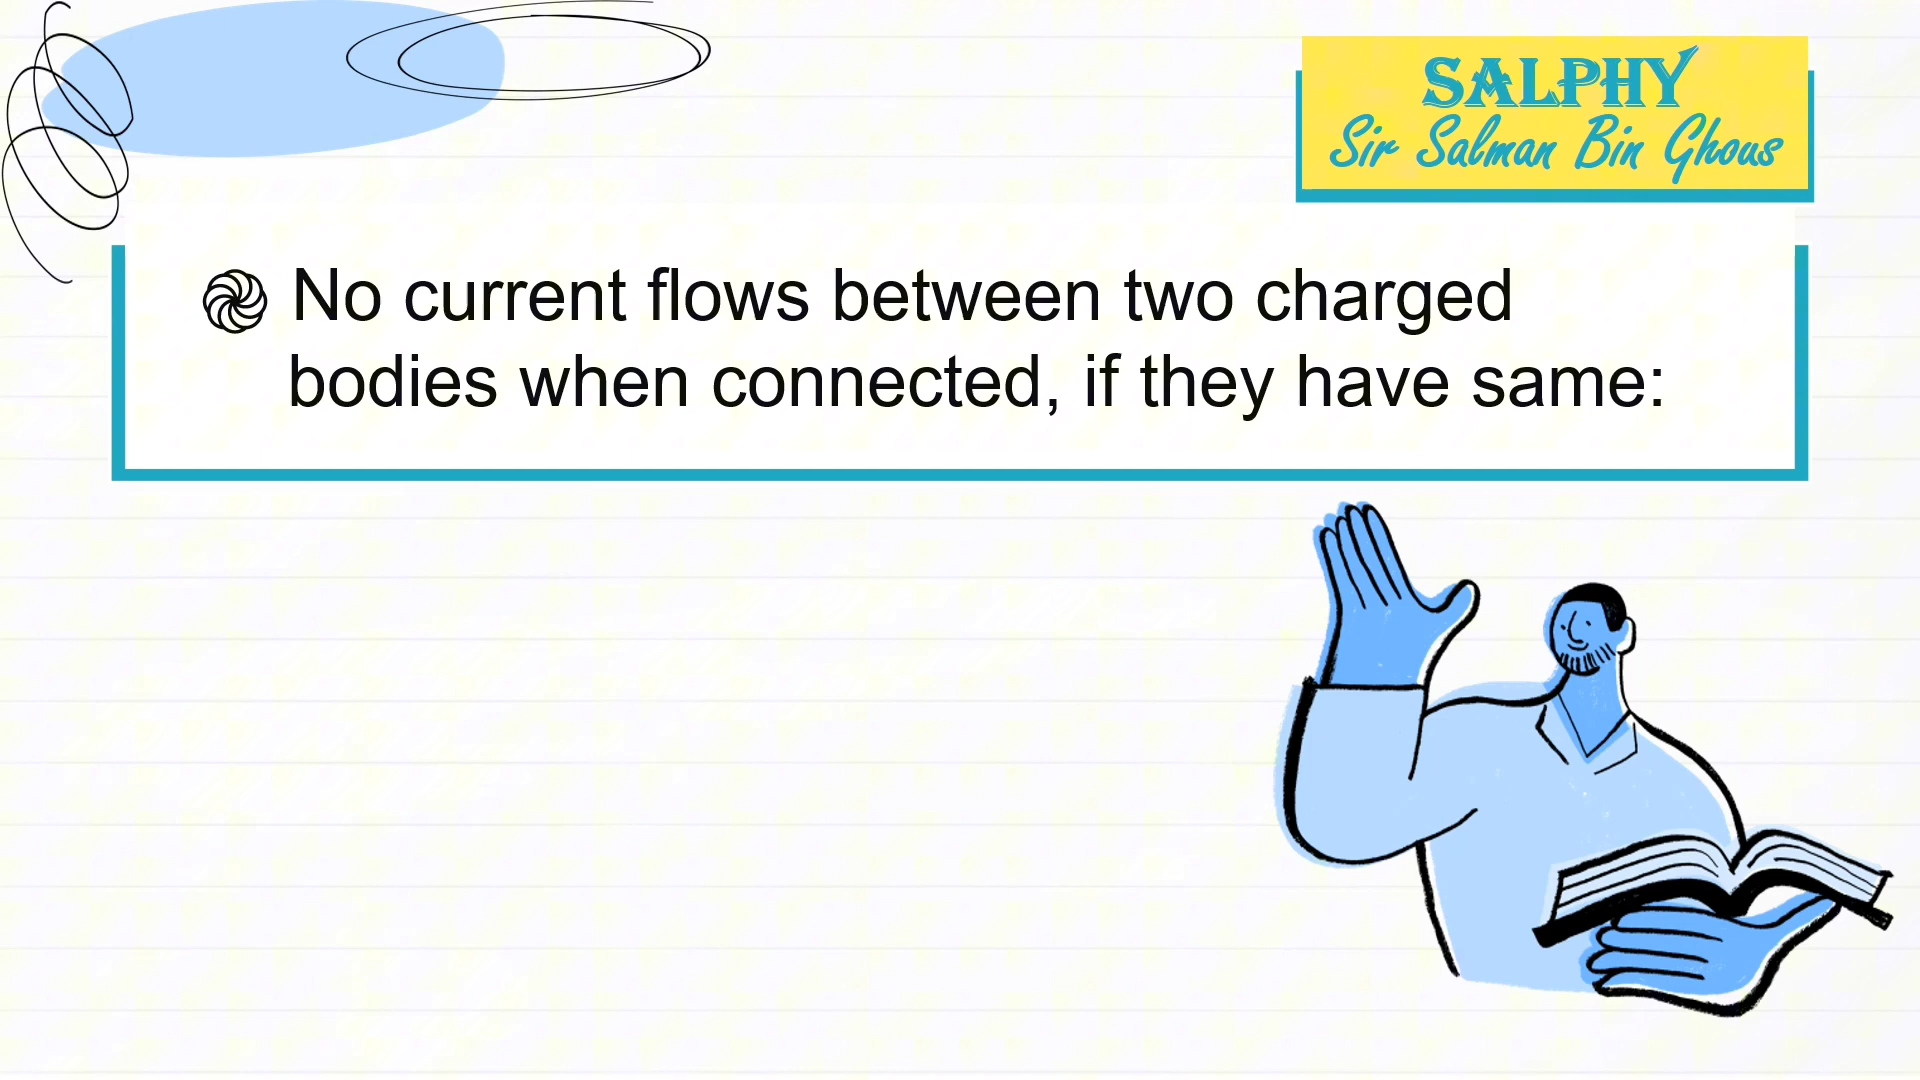 SALPHY
Sir Salman Bin Ghous
No current flows between two charged
bodies when connected, if they have same: